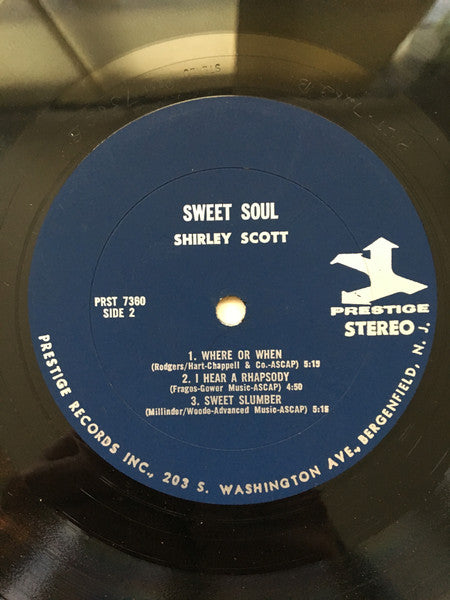 SWEET SOUL
SHIRLEY SCOTT
PRST 7360
SIDE 2
PRESTIGE
STEREO
1. WHERE OR WHEN
(Rodgers/Hart-Chappell & Co.-ASCAP) 5:19
2. I HEAR A RHAPSODY
(Fragos-Gower Music-ASCAP) 4:50
3. SWEET SLUMBER
(Millinder/Woode-Advanced Music-ASCAP) 5:18
PRESTIGE RECORDS INC., 203 S. WASHINGTON AVE., BERGENFIELD, N. J.